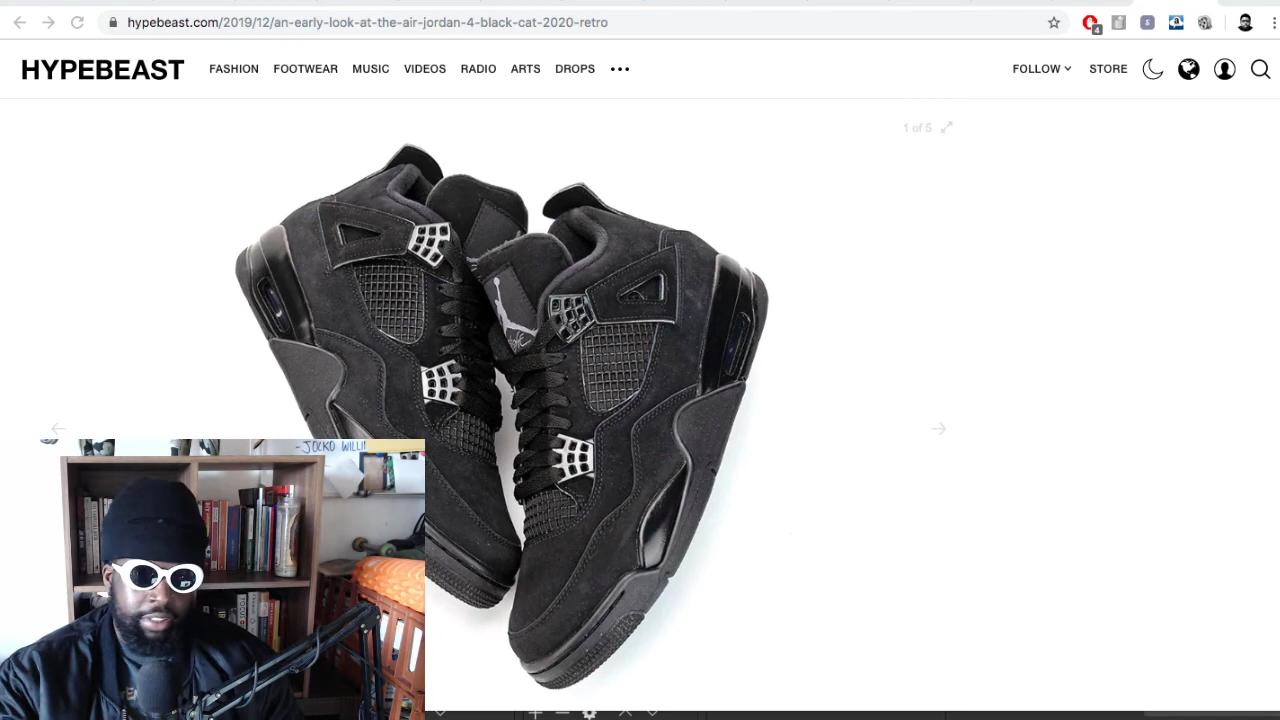 hypebeast.com/2019/12/an-early-look-at-the-air-jordan-4-black-cat-2020-retro
4
HYPEBEAST FASHION FOOTWEAR MUSIC VIDEOS RADIO ARTS DROPS ••• FOLLOW STORE
1 of 5
-JOCKO WILLI